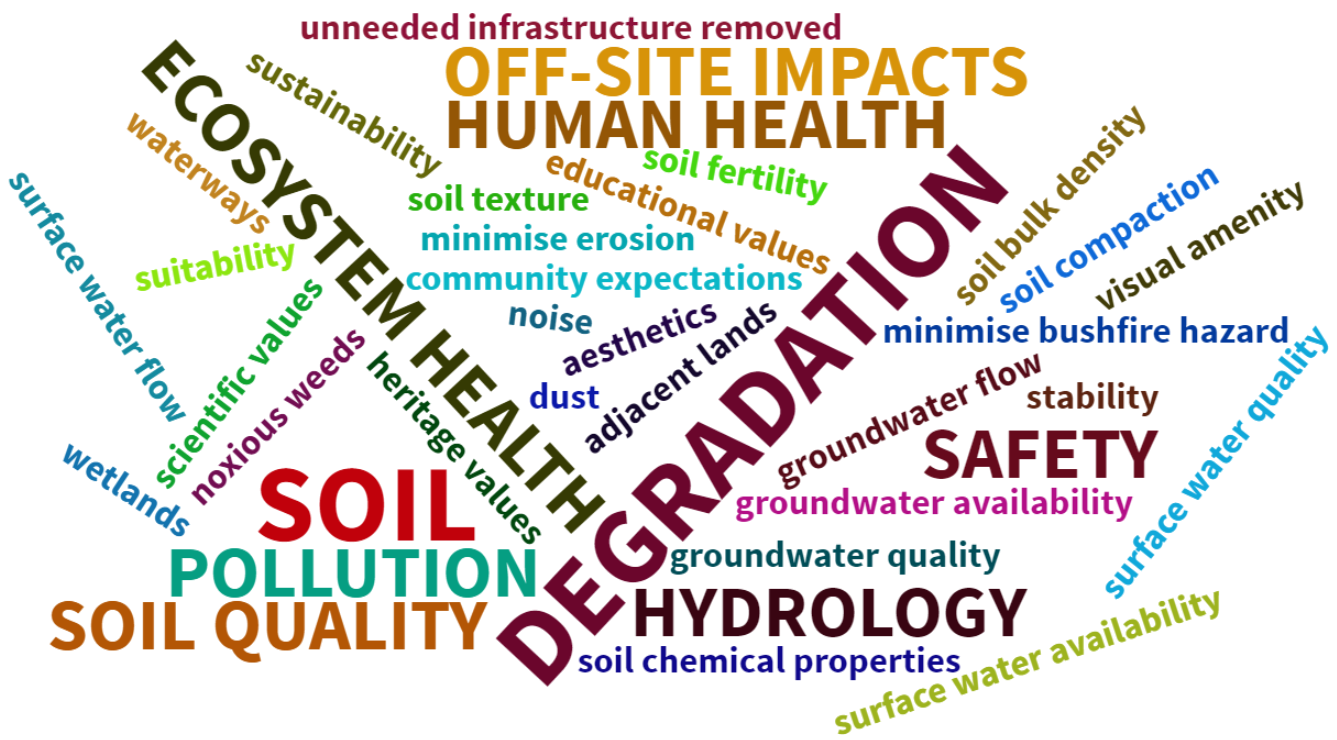 unneeded infrastructure removed
OFF-SITE IMPACTS
HUMAN HEALTH
ECOSYSTEM HEALTH
sustainability
waterways
surface water flow
suitability
soil texture
educational values
soil fertility
minimise erosion
community expectations
noise
aesthetics
adjacent lands
dust
DEGRADATION
soil bulk density
soil compaction
visual amenity
minimise bushfire hazard
groundwater flow
stability
SAFETY
groundwater availability
surface water quality
scientific values
noxious weeds
heritage values
wetlands
SOIL
POLLUTION
SOIL QUALITY
groundwater quality
HYDROLOGY
soil chemical properties
surface water availability